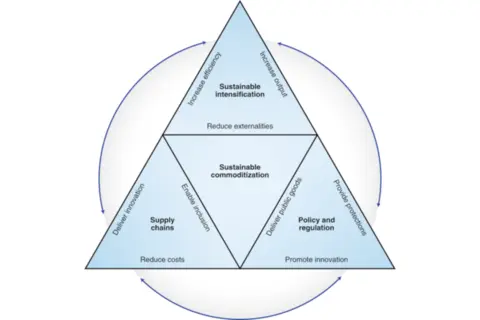 Increase efficiency
Increase output
Sustainable
intensification
Reduce externalities
Sustainable
commoditization
Deliver innovation
Enable inclusion
Deliver public goods
Provide protections
Supply
chains
Policy and
regulation
Reduce costs
Promote innovation